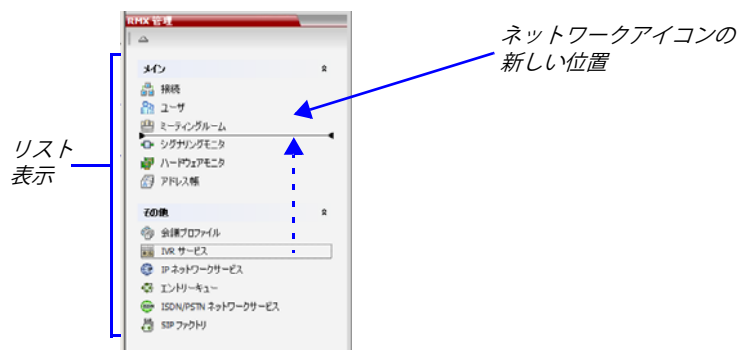 RMX 管理
メイン
接続
ユーザ
ミーティングルーム
シグナリングモニタ
ハードウェアモニタ
アドレス帳
その他
会議プロファイル
IVR サービス
IP ネットワークサービス
エントリーキュー
ISDN/PSTN ネットワークサービス
SIP ファクトリ
リスト
表示
ネットワークアイコンの
新しい位置